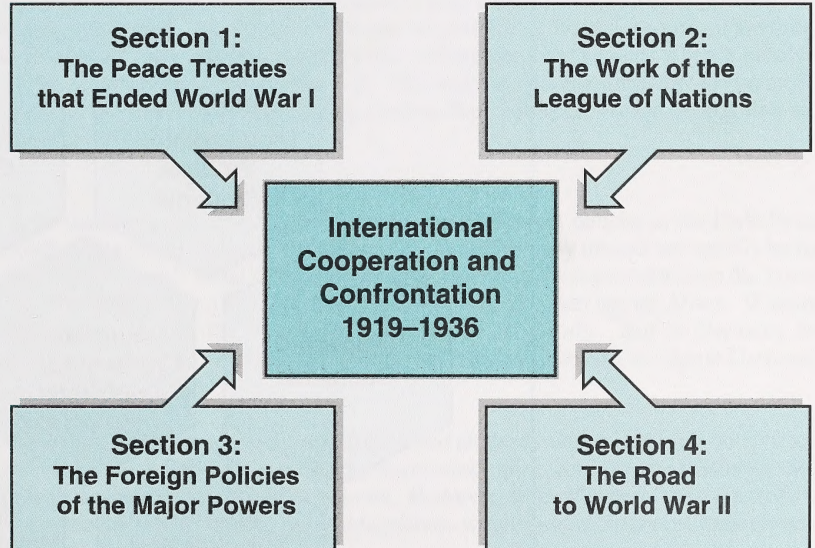 Section 1:
The Peace Treaties
that Ended World War I
Section 2:
The Work of the
League of Nations
International
Cooperation and
Confrontation
1919–1936
Section 3:
The Foreign Policies
of the Major Powers
Section 4:
The Road
to World War II